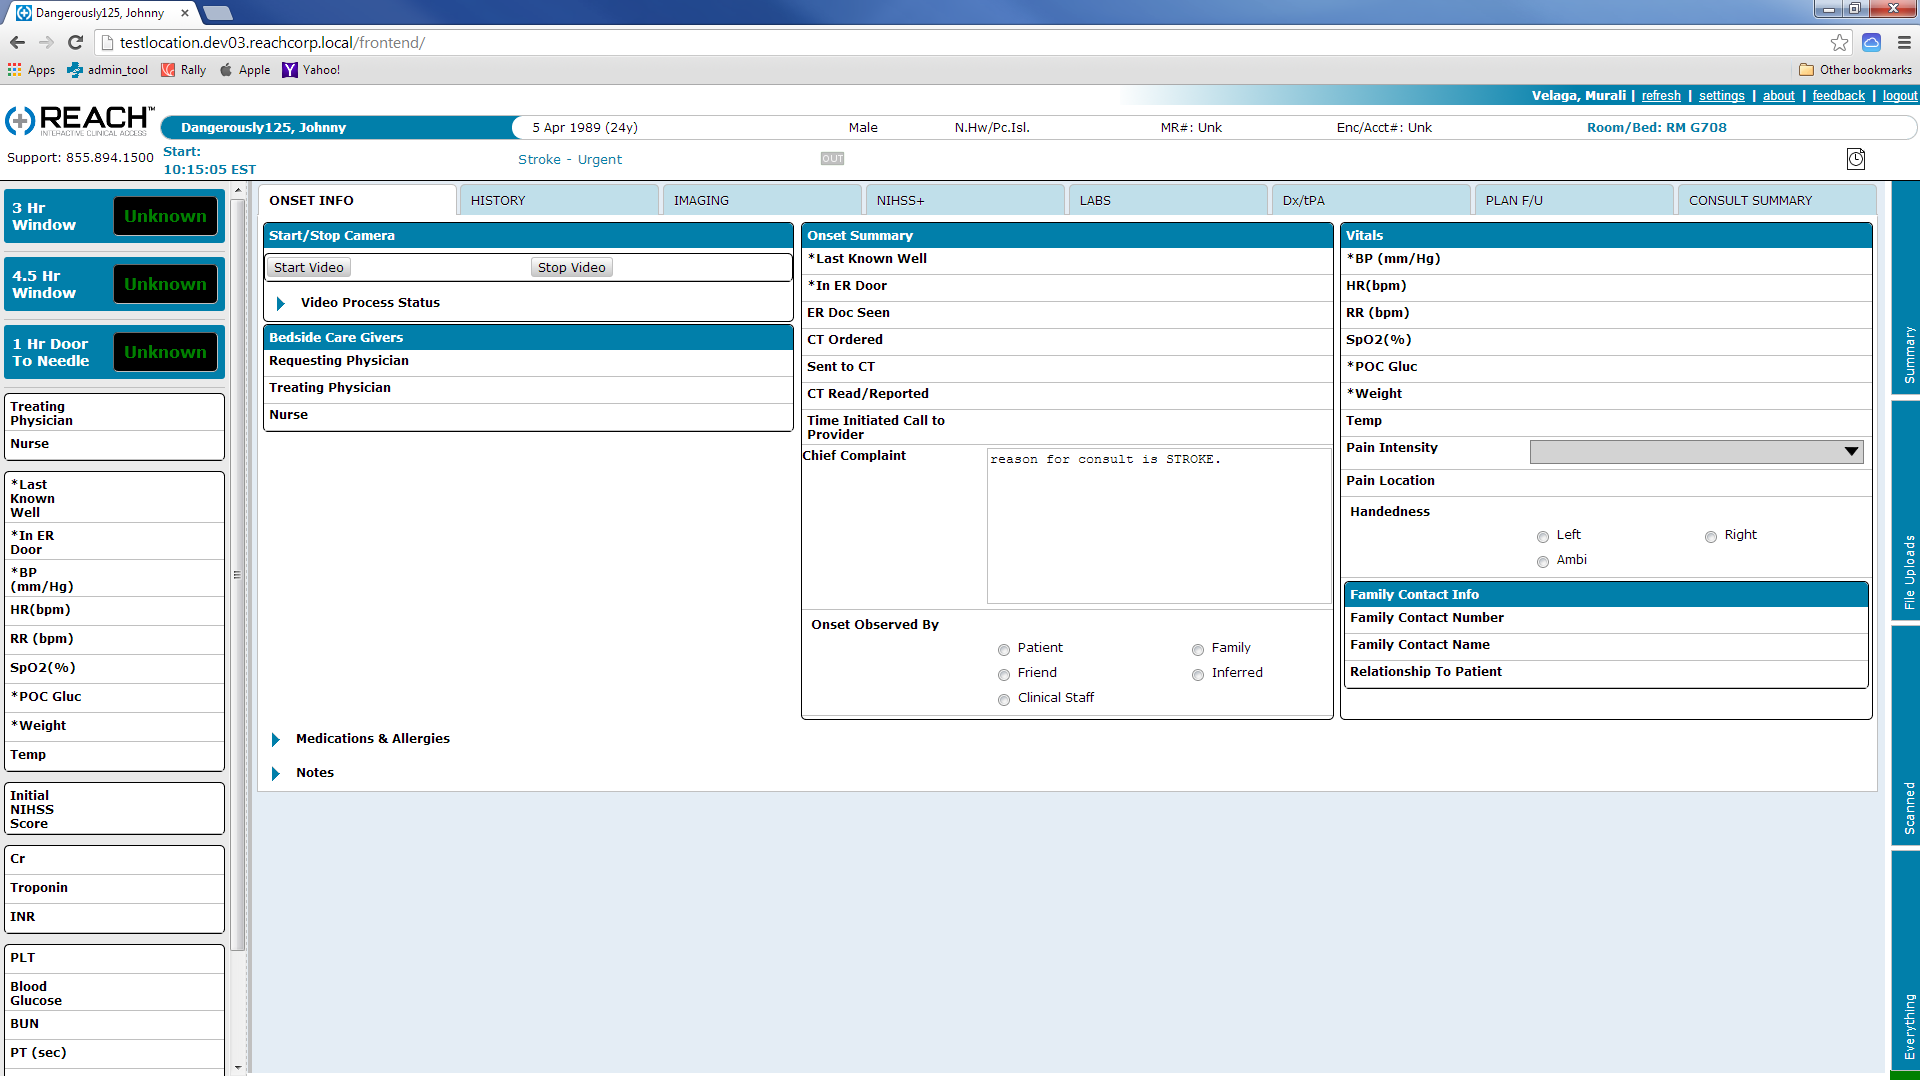 Dangerously125, Johnny
testlocation.dev03.reachcorp.local/frontend/
Apps admin_tool Rally Apple Yahoo! Other bookmarks
Velaga, Murali | refresh | settings | about | feedback | logout
REACH™
INTERACTIVE CLINICAL ACCESS
Dangerously125, Johnny 5 Apr 1989 (24y) Male N.Hw/Pc.Isl. MR#: Unk Enc/Acct#: Unk Room/Bed: RM G708
Support: 855.894.1500
Start:
10:15:05 EST
Stroke - Urgent
OUT
3 Hr
Window
Unknown
4.5 Hr
Window
Unknown
1 Hr Door
To Needle
Unknown
Treating
Physician
Nurse
*Last
Known
Well
*In ER
Door
*BP
(mm/Hg)
HR(bpm)
RR (bpm)
SpO2(%)
*POC Gluc
*Weight
Temp
Initial
NIHSS
Score
Cr
Troponin
INR
PLT
Blood
Glucose
BUN
PT (sec)
ONSET INFO HISTORY IMAGING NIHSS+ LABS Dx/tPA PLAN F/U CONSULT SUMMARY
Start/Stop Camera
Start Video Stop Video
Video Process Status
Bedside Care Givers
Requesting Physician
Treating Physician
Nurse
Onset Summary
*Last Known Well
*In ER Door
ER Doc Seen
CT Ordered
Sent to CT
CT Read/Reported
Time Initiated Call to
Provider
Chief Complaint
reason for consult is STROKE.
Onset Observed By
Patient Family
Friend Inferred
Clinical Staff
Vitals
*BP (mm/Hg)
HR(bpm)
RR (bpm)
SpO2(%)
*POC Gluc
*Weight
Temp
Pain Intensity
Pain Location
Handedness
Left Right
Ambi
Family Contact Info
Family Contact Number
Family Contact Name
Relationship To Patient
Medications & Allergies
Notes
Summary
File Uploads
Scanned
Everything